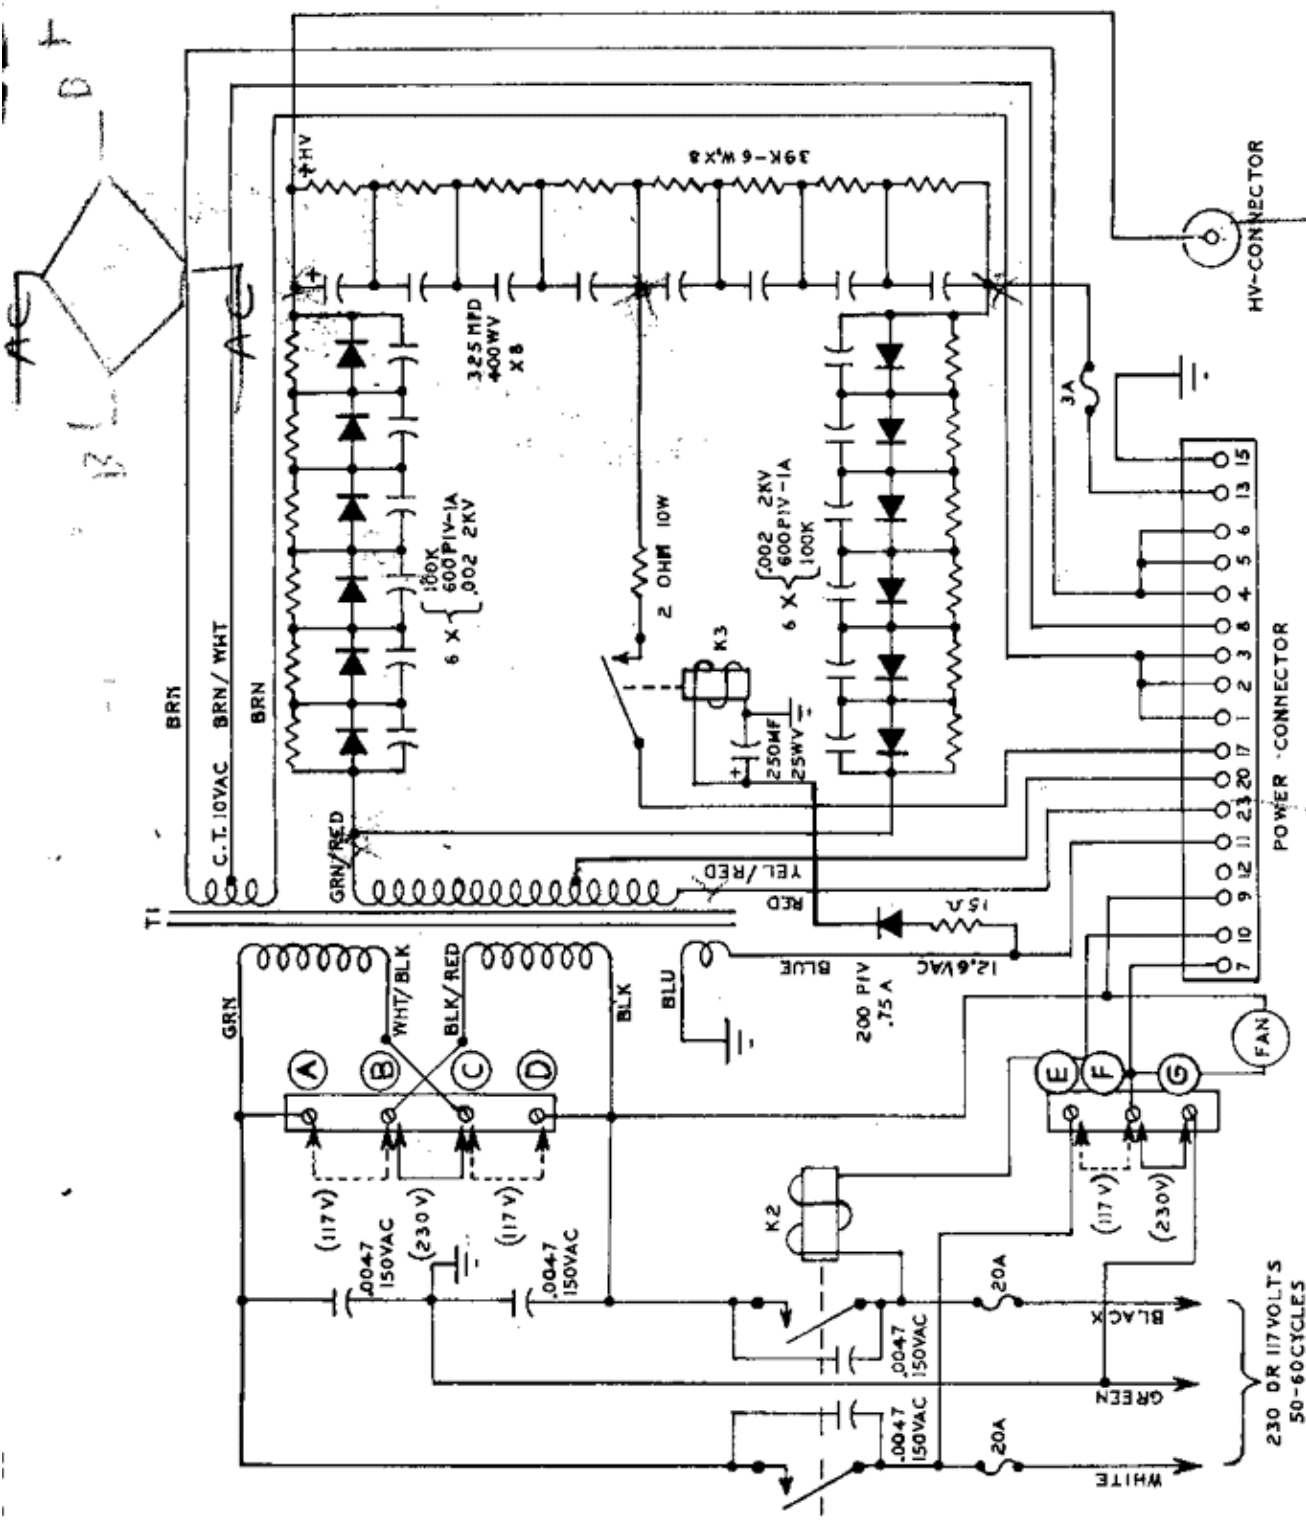 D
AC
AC
BRN
C.T. 10VAC BRN/WHT
BRN
+HV
39K-6W,X8
+
325 MFD
400WV
X8
6 X
100K
600PIV-1A
.002 2KV
2 OHM 10W
6 X
.002 2KV
600PIV-1A
100K
K3
+
250MF
25WV
3A
HV-CONNECTOR
T1
GRN/RED
YEL/RED
RED
15Ω
12.6VAC
BLUE
200 PIV
.75A
BLU
GRN
WHT/BLK
BLK/RED
BLK
A
B
C
D
(117V)
(230V)
(117V)
.0047
150VAC
.0047
150VAC
15
13
6
5
4
8
3
2
1
17
20
23
11
12
9
10
7
POWER CONNECTOR
FAN
E
F
G
(117V)
(230V)
K2
.0047
150VAC
.0047
150VAC
20A
20A
BLACK
GREEN
WHITE
230 OR 117VOLTS
50-60CYCLES